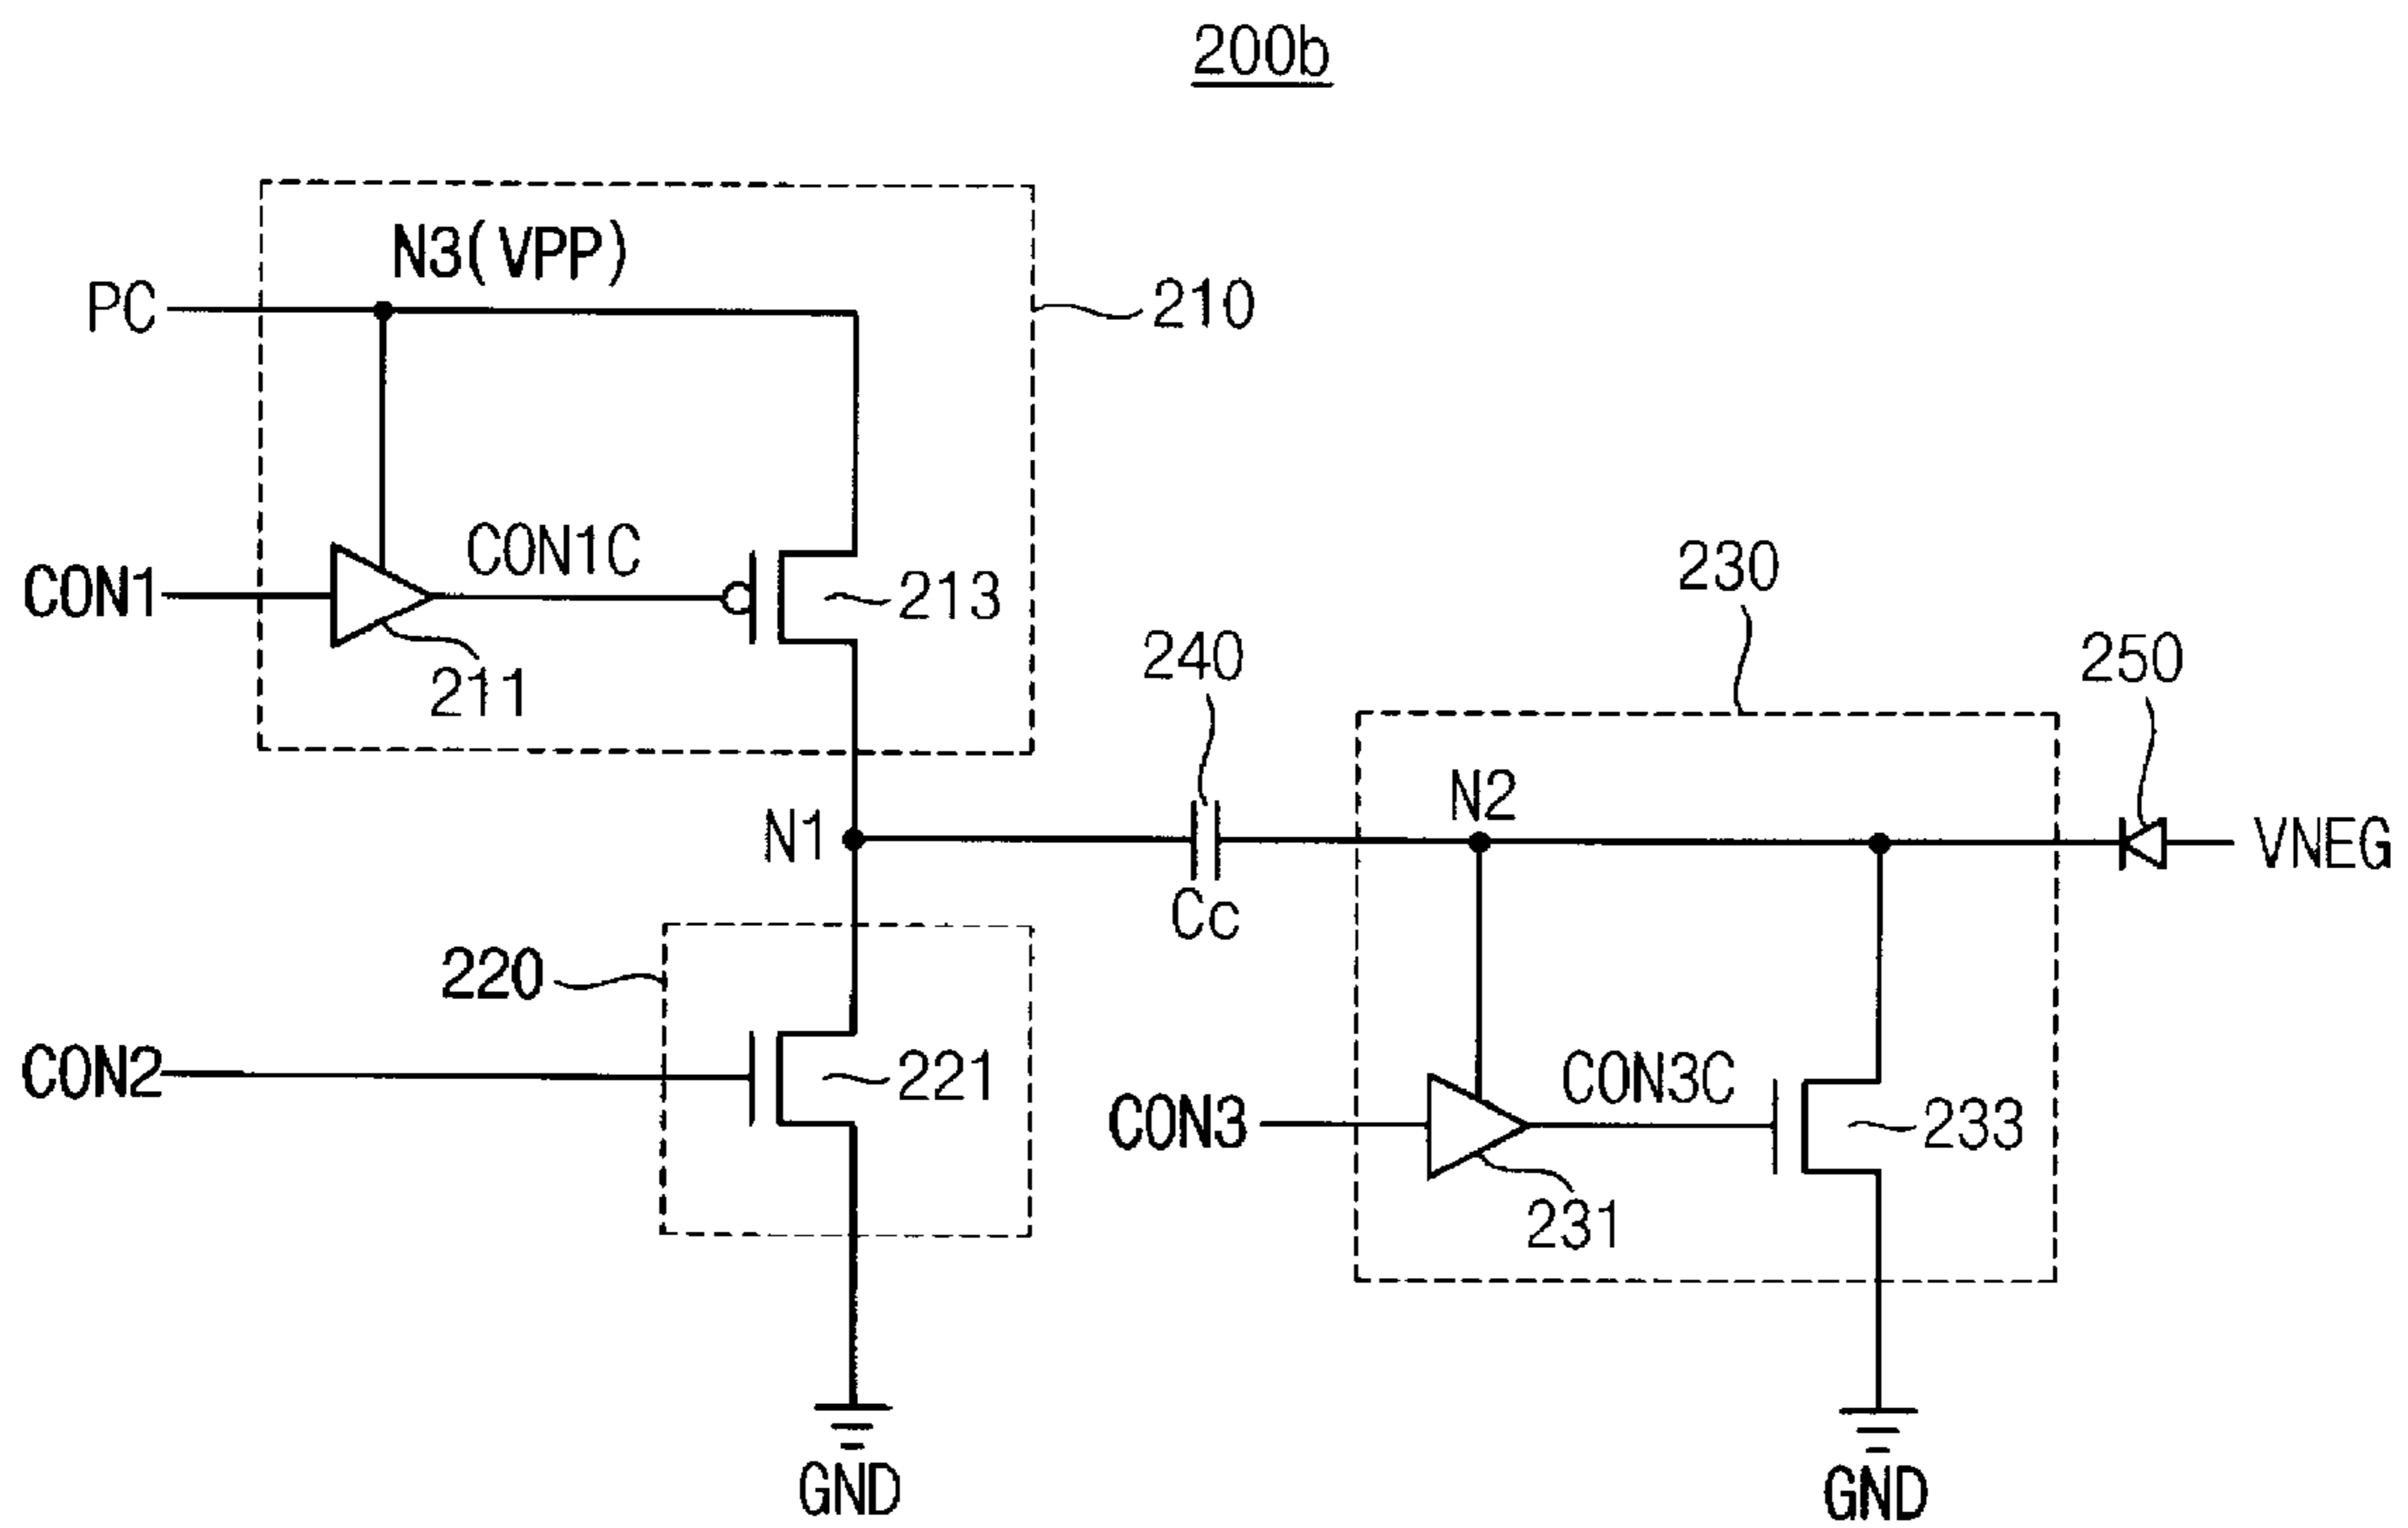 200b
N3(VPP)
PC
210
CON1
CON1C
213
211
230
240
250
N1
N2
VNEG
Cc
220
CON2
221
CON3
CON3C
233
231
GND
GND